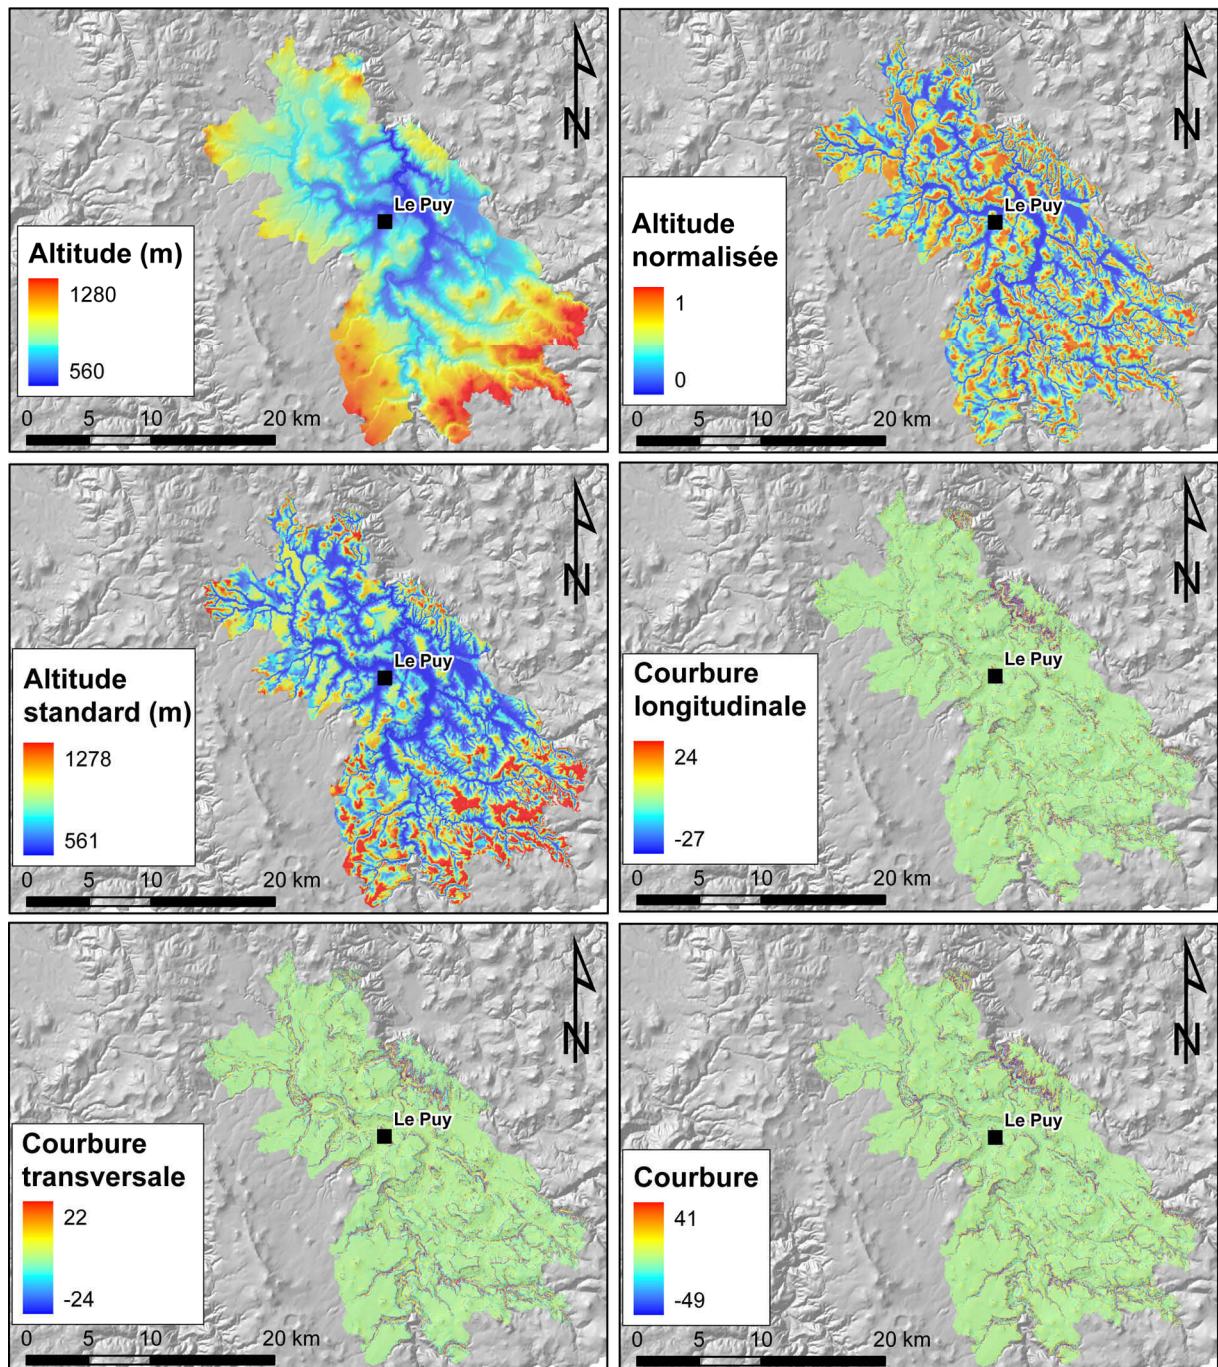 N
Le Puy
Altitude (m)
1280
560
0 5 10 20 km
N
Le Puy
Altitude
normalisée
1
0
0 5 10 20 km
N
Le Puy
Altitude
standard (m)
1278
561
0 5 10 20 km
N
Le Puy
Courbure
longitudinale
24
-27
0 5 10 20 km
N
Le Puy
Courbure
transversale
22
-24
0 5 10 20 km
N
Le Puy
Courbure
41
-49
0 5 10 20 km